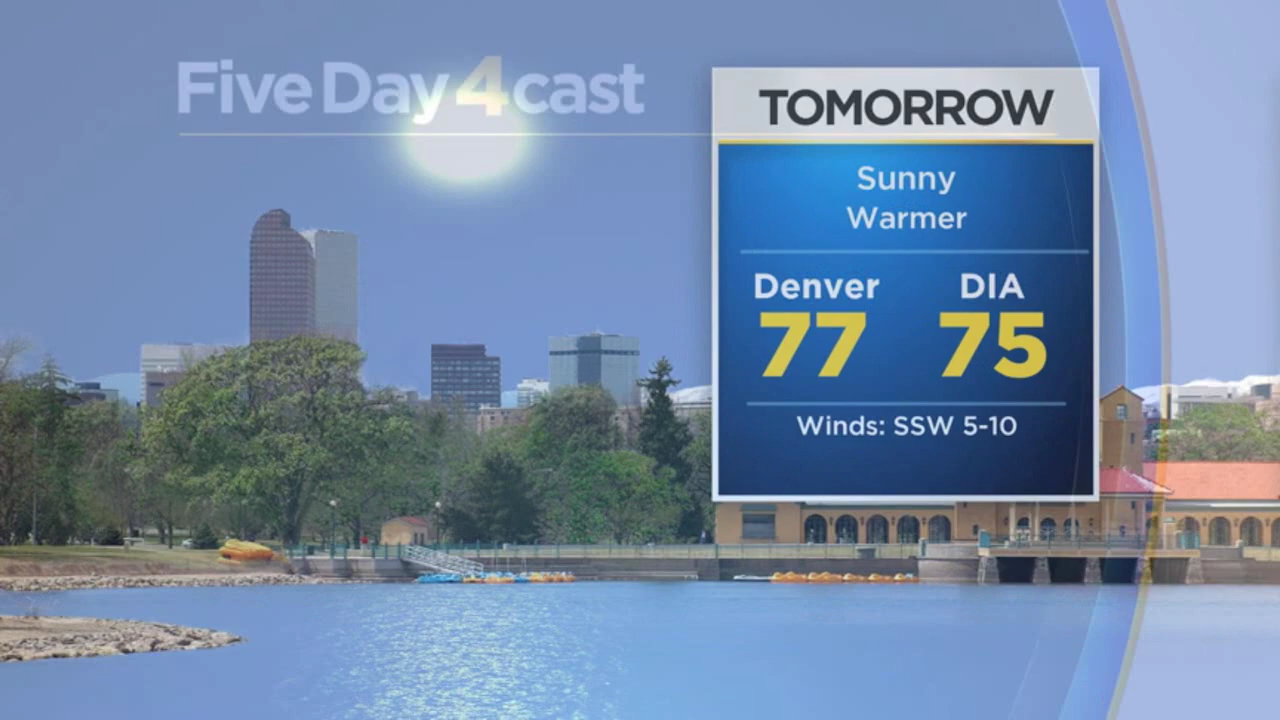 Five Day 4cast
TOMORROW
Sunny
Warmer
Denver DIA
77 75
Winds: SSW 5-10